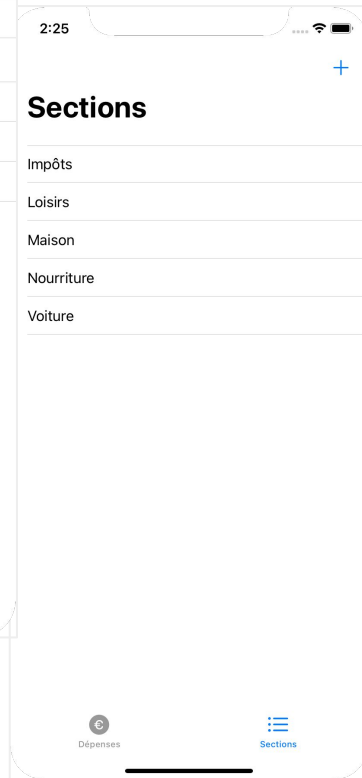 2:25
+
Sections
Impôts
Loisirs
Maison
Nourriture
Voiture
€
Dépenses
Sections